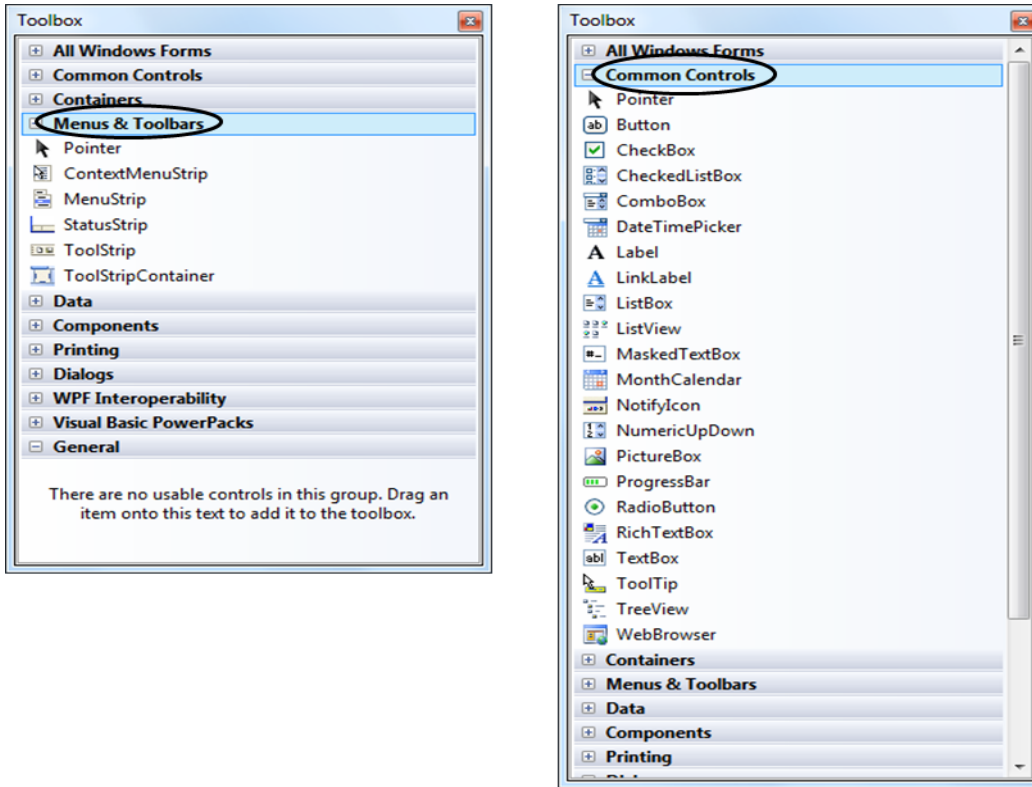 Toolbox
All Windows Forms
Common Controls
Containers
Menus & Toolbars
Pointer
ContextMenuStrip
MenuStrip
StatusStrip
ToolStrip
ToolStripContainer
Data
Components
Printing
Dialogs
WPF Interoperability
Visual Basic PowerPacks
General
There are no usable controls in this group. Drag an
item onto this text to add it to the toolbox.
Toolbox
All Windows Forms
Common Controls
Pointer
Button
CheckBox
CheckedListBox
ComboBox
DateTimePicker
Label
LinkLabel
ListBox
ListView
MaskedTextBox
MonthCalendar
NotifyIcon
NumericUpDown
PictureBox
ProgressBar
RadioButton
RichTextBox
TextBox
ToolTip
TreeView
WebBrowser
Containers
Menus & Toolbars
Data
Components
Printing